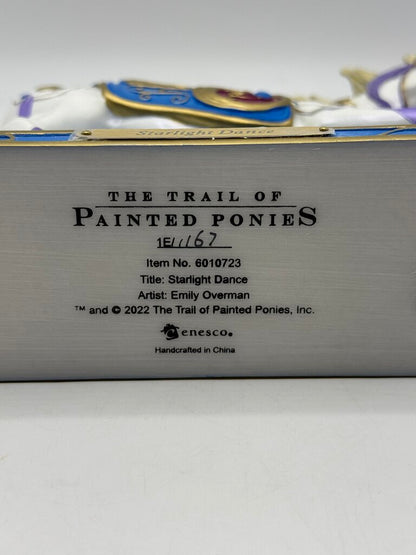 Starlight Dance
THE TRAIL OF
PAINTED PONIES
1E/ 1167
Item No. 6010723
Title: Starlight Dance
Artist: Emily Overman
™ and © 2022 The Trail of Painted Ponies, Inc.
enesco®
Handcrafted in China